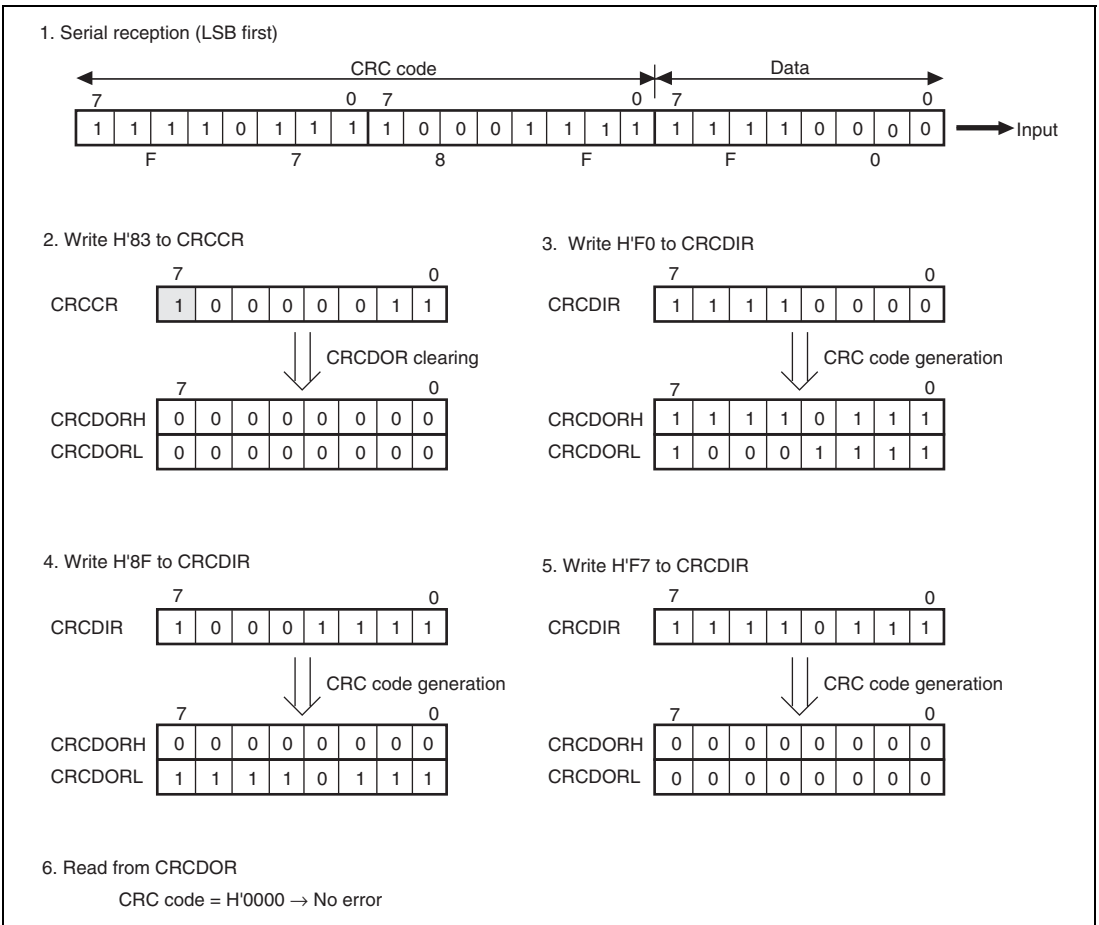 1. Serial reception (LSB first)
CRC code Data
7 0 7 0 7 0
1 1 1 1 0 1 1 1 1 0 0 0 1 1 1 1 1 1 1 1 0 0 0 0 Input
F 7 8 F F 0
2. Write H'83 to CRCCR
7 0
CRCCR 1 0 0 0 0 0 1 1
CRCDOR clearing
7 0
CRCDORH 0 0 0 0 0 0 0 0
CRCDORL 0 0 0 0 0 0 0 0
3. Write H'F0 to CRCDIR
7 0
CRCDIR 1 1 1 1 0 0 0 0
CRC code generation
7 0
CRCDORH 1 1 1 1 0 1 1 1
CRCDORL 1 0 0 0 1 1 1 1
4. Write H'8F to CRCDIR
7 0
CRCDIR 1 0 0 0 1 1 1 1
CRC code generation
7 0
CRCDORH 0 0 0 0 0 0 0 0
CRCDORL 1 1 1 1 0 1 1 1
5. Write H'F7 to CRCDIR
7 0
CRCDIR 1 1 1 1 0 1 1 1
CRC code generation
7 0
CRCDORH 0 0 0 0 0 0 0 0
CRCDORL 0 0 0 0 0 0 0 0
6. Read from CRCDOR
CRC code = H'0000 → No error